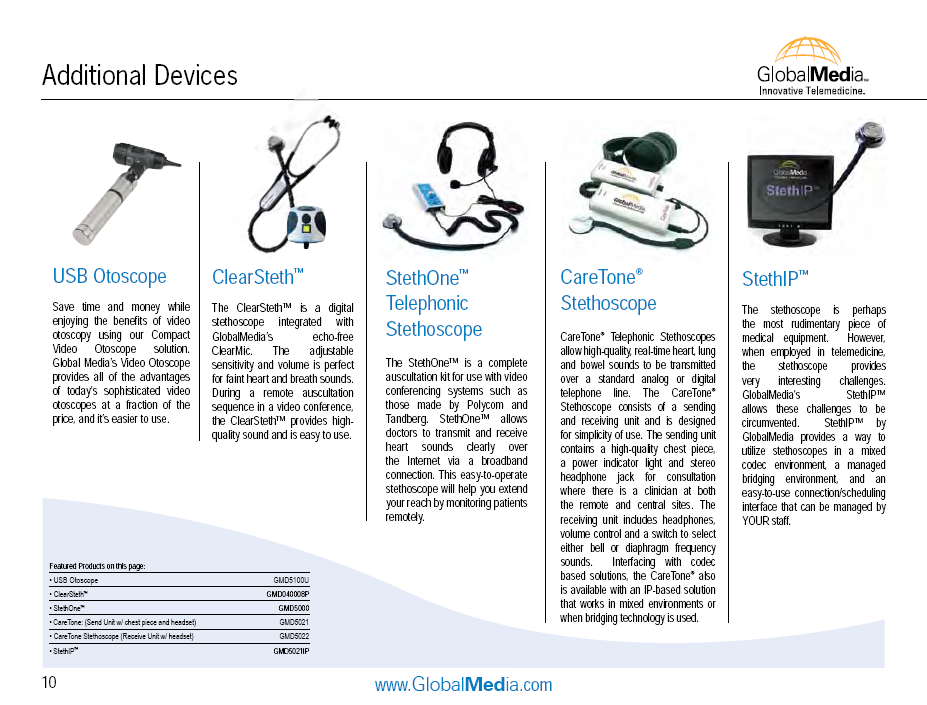 Additional Devices
GlobalMedia™
Innovative Telemedicine.
GlobalMedia
StethIP™
USB Otoscope
Save time and money while
enjoying the benefits of video
otoscopy using our Compact
Video Otoscope solution.
Global Media's Video Otoscope
provides all of the advantages
of today's sophisticated video
otoscopes at a fraction of the
price, and it's easier to use.
ClearSteth™
The ClearSteth™ is a digital
stethoscope integrated with
GlobalMedia's echo-free
ClearMic. The adjustable
sensitivity and volume is perfect
for faint heart and breath sounds.
During a remote auscultation
sequence in a video conference,
the ClearSteth™ provides high-
quality sound and is easy to use.
StethOne™
Telephonic
Stethoscope
The StethOne™ is a complete
auscultation kit for use with video
conferencing systems such as
those made by Polycom and
Tandberg. StethOne™ allows
doctors to transmit and receive
heart sounds clearly over
the Internet via a broadband
connection. This easy-to-operate
stethoscope will help you extend
your reach by monitoring patients
remotely.
CareTone®
Stethoscope
CareTone® Telephonic Stethoscopes
allow high-quality, real-time heart, lung
and bowel sounds to be transmitted
over a standard analog or digital
telephone line. The CareTone®
Stethoscope consists of a sending
and receiving unit and is designed
for simplicity of use. The sending unit
contains a high-quality chest piece,
a power indicator light and stereo
headphone jack for consultation
where there is a clinician at both
the remote and central sites. The
receiving unit includes headphones,
volume control and a switch to select
either bell or diaphragm frequency
sounds. Interfacing with codec
based solutions, the CareTone® also
is available with an IP-based solution
that works in mixed environments or
when bridging technology is used.
StethIP™
The stethoscope is perhaps
the most rudimentary piece of
medical equipment. However,
when employed in telemedicine,
the stethoscope provides
very interesting challenges.
GlobalMedia's StethIP™
allows these challenges to be
circumvented. StethIP™ by
GlobalMedia provides a way to
utilize stethoscopes in a mixed
codec environment, a managed
bridging environment, and an
easy-to-use connection/scheduling
interface that can be managed by
YOUR staff.
Featured Products on this page:
• USB Otoscope GMD5100U
• ClearSteth™ GMD040008P
• StethOne™ GMD5000
• CareTone: (Send Unit w/ chest piece and headset) GMD5021
• CareTone Stethoscope (Receive Unit w/ headset) GMD5022
• StethIP™ GMD5021IP
10
www.GlobalMedia.com